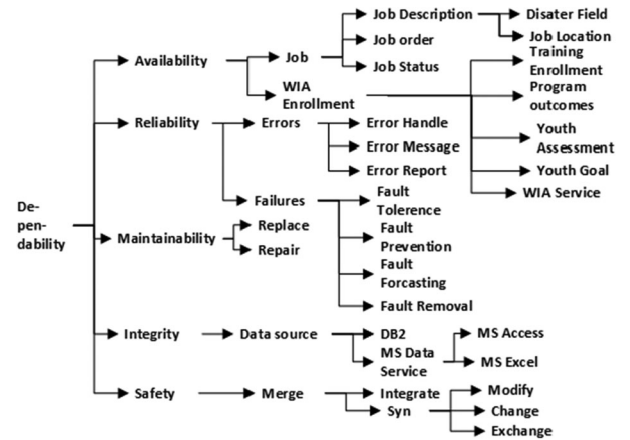 De-
pen-
dability
Availability
Job
Job Description
Disater Field
Job Location
Job order
Job Status
WIA
Enrollment
Training
Enrollment
Program
outcomes
Youth
Assessment
Youth Goal
WIA Service
Reliability
Errors
Error Handle
Error Message
Error Report
Failures
Fault
Tolerence
Fault
Prevention
Fault
Forcasting
Fault Removal
Maintainability
Replace
Repair
Integrity
Data source
DB2
MS Data
Service
MS Access
MS Excel
Safety
Merge
Integrate
Syn
Modify
Change
Exchange